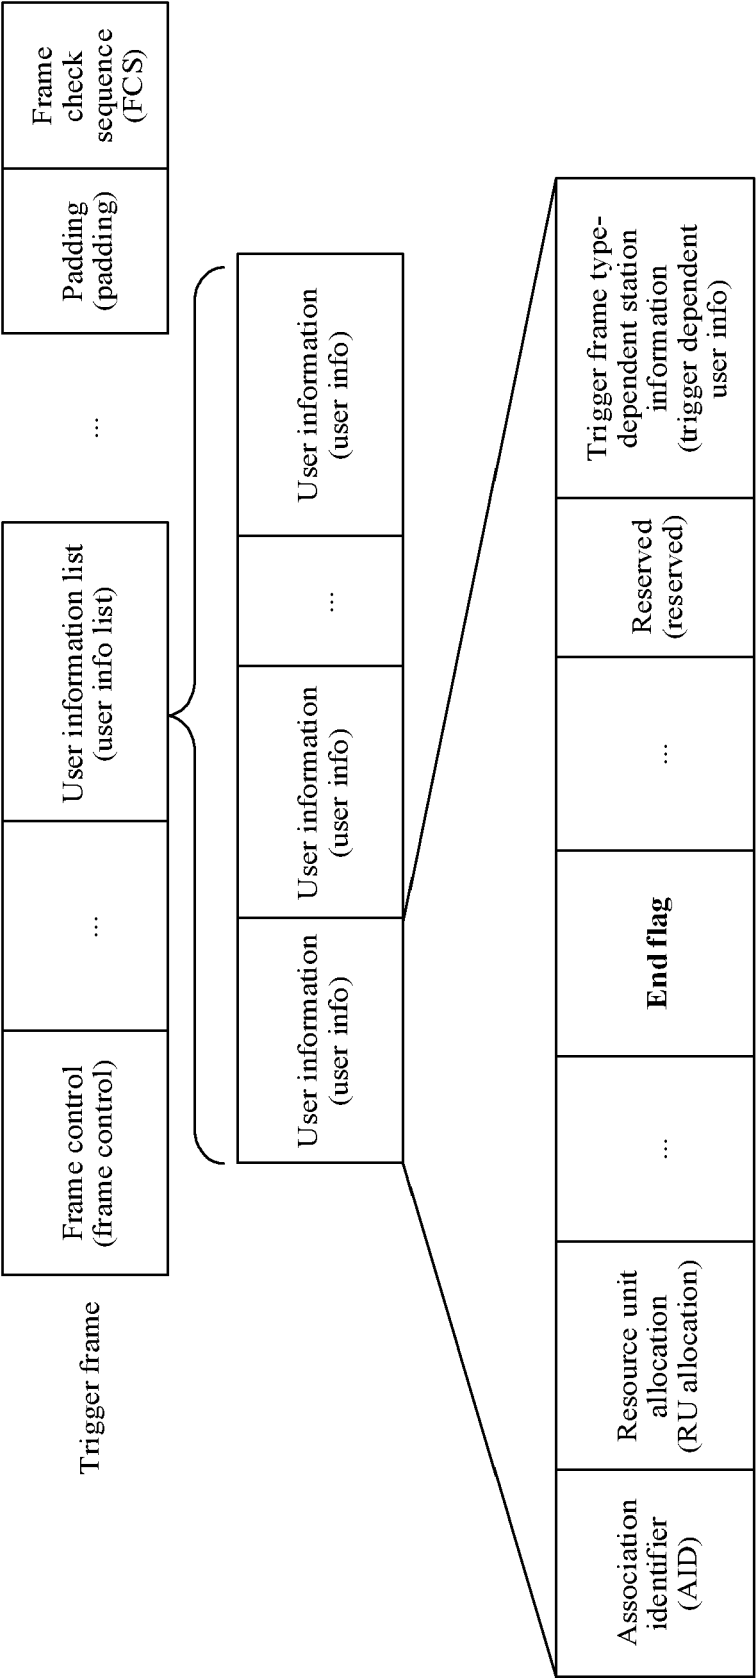 Trigger frame
Frame control
(frame control)
...
User information list
(user info list)
...
Padding
(padding)
Frame
check
sequence
(FCS)
User information
(user info)
User information
(user info)
...
User information
(user info)
Association
identifier
(AID)
Resource unit
allocation
(RU allocation)
...
End flag
...
Reserved
(reserved)
Trigger frame type-
dependent station
information
(trigger dependent
user info)